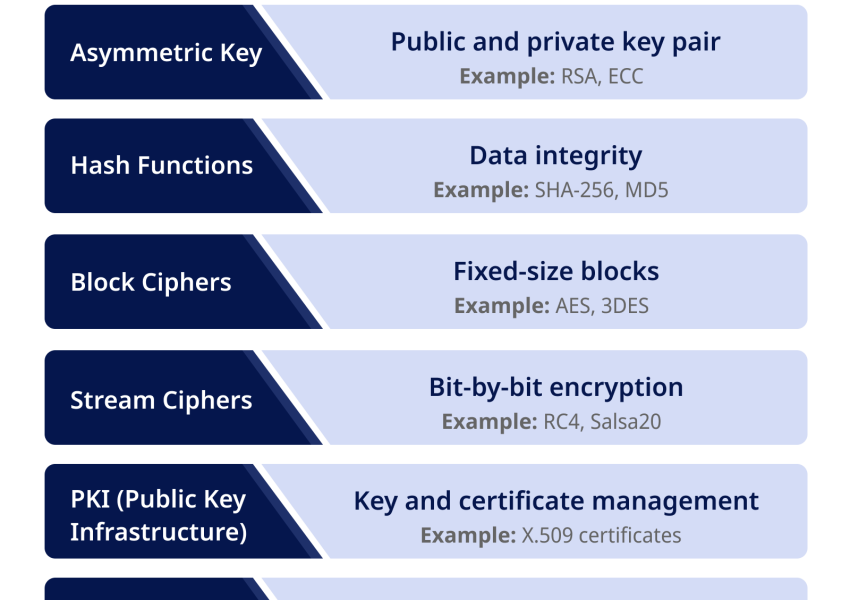 Asymmetric Key
Public and private key pair
Example: RSA, ECC
Hash Functions
Data integrity
Example: SHA-256, MD5
Block Ciphers
Fixed-size blocks
Example: AES, 3DES
Stream Ciphers
Bit-by-bit encryption
Example: RC4, Salsa20
PKI (Public Key
Infrastructure)
Key and certificate management
Example: X.509 certificates